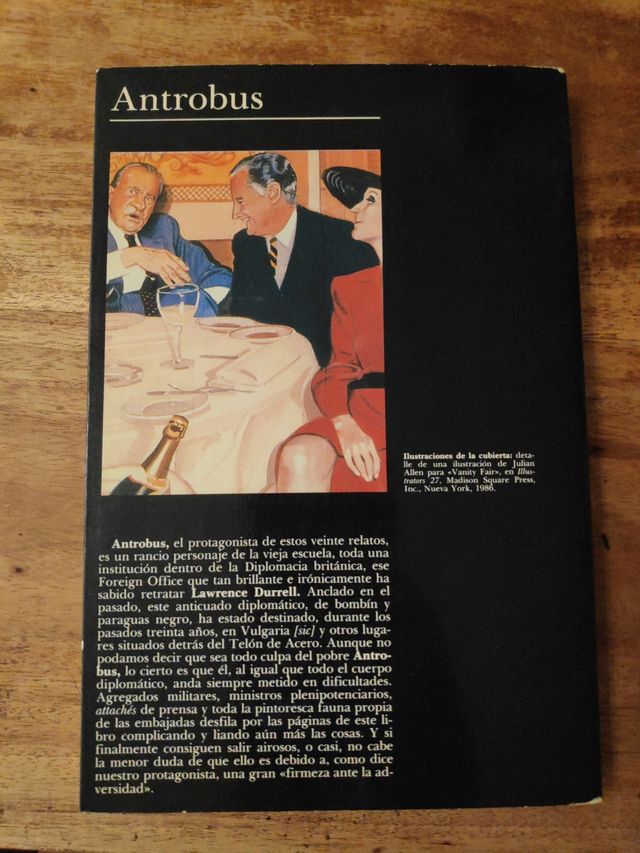 Antrobus
Ilustraciones de la cubierta: deta-
lle de una ilustración de Julian
Allen para «Vanity Fair», en Illus-
trators 27, Madison Square Press,
Inc., Nueva York, 1986.
Antrobus, el protagonista de estos veinte relatos,
es un rancio personaje de la vieja escuela, toda una
institución dentro de la Diplomacia británica, ese
Foreign Office que tan brillante e irónicamente ha
sabido retratar Lawrence Durrell. Anclado en el
pasado, este anticuado diplomático, de bombín y
paraguas negro, ha estado destinado, durante los
pasados treinta años, en Vulgaria [sic] y otros luga-
res situados detrás del Telón de Acero. Aunque no
podamos decir que sea todo culpa del pobre Antro-
bus, lo cierto es que él, al igual que todo el cuerpo
diplomático, anda siempre metido en dificultades.
Agregados militares, ministros plenipotenciarios,
attachés de prensa y toda la pintoresca fauna propia
de las embajadas desfila por las páginas de este li-
bro complicando y liando aún más las cosas. Y si
finalmente consiguen salir airosos, o casi, no cabe
la menor duda de que ello es debido a, como dice
nuestro protagonista, una gran «firmeza ante la ad-
versidad».